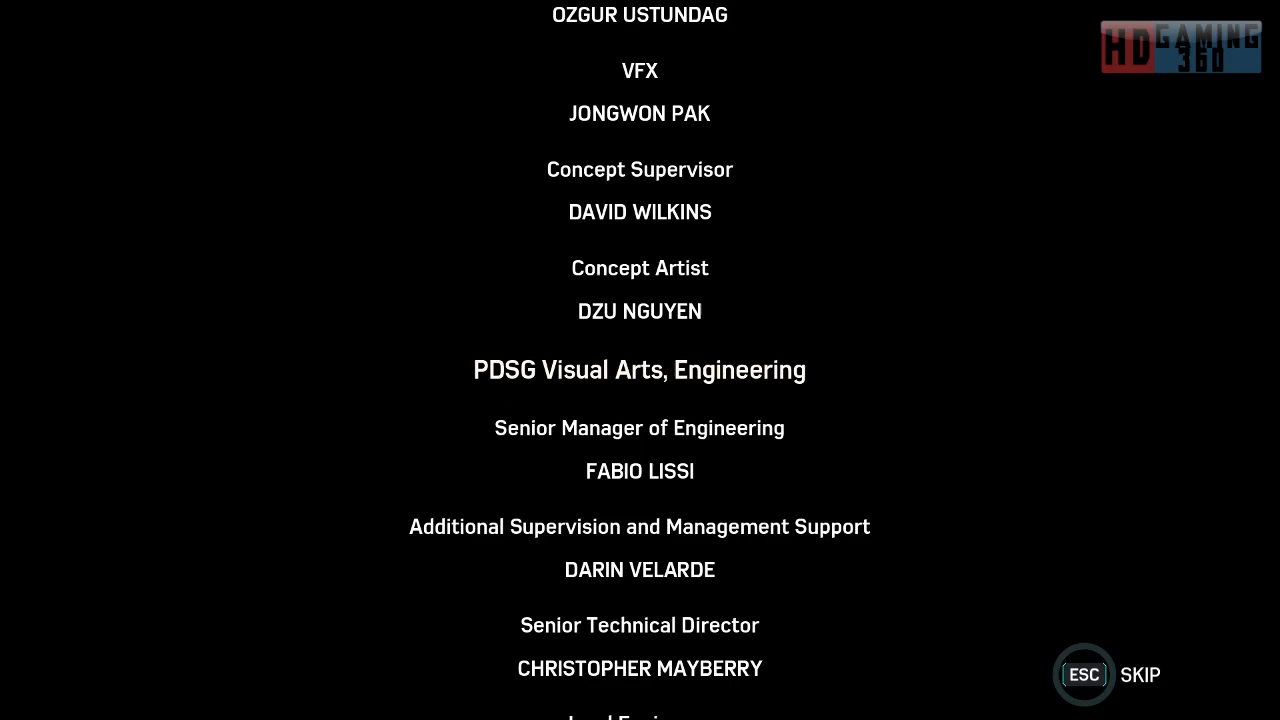 OZGUR USTUNDAG
HD GAMING
360
VFX
JONGWON PAK
Concept Supervisor
DAVID WILKINS
Concept Artist
DZU NGUYEN
PDSG Visual Arts, Engineering
Senior Manager of Engineering
FABIO LISSI
Additional Supervision and Management Support
DARIN VELARDE
Senior Technical Director
CHRISTOPHER MAYBERRY
ESC SKIP